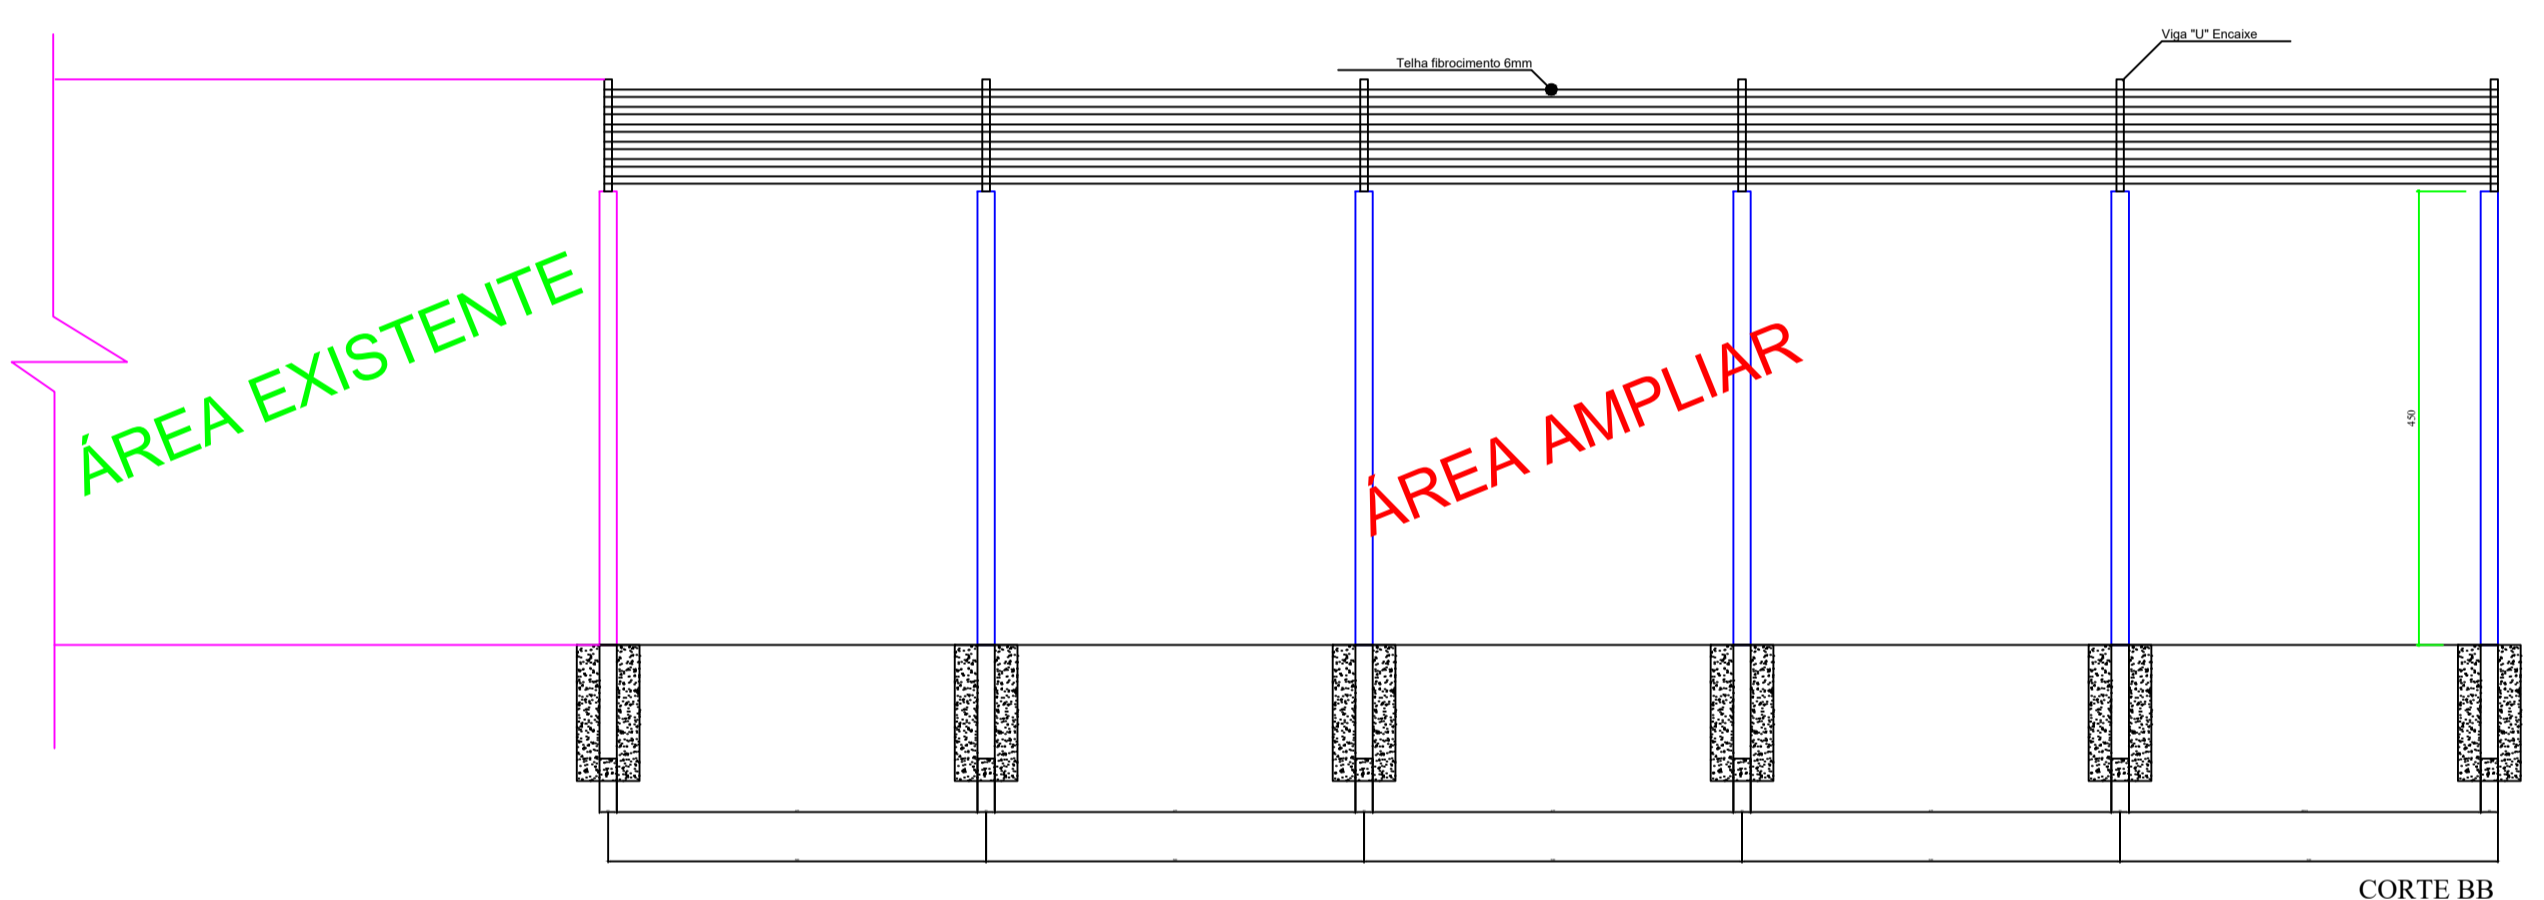 Viga "U" Encaixe
Telha fibrocimento 6mm
ÁREA EXISTENTE
ÁREA AMPLIAR
450
CORTE BB